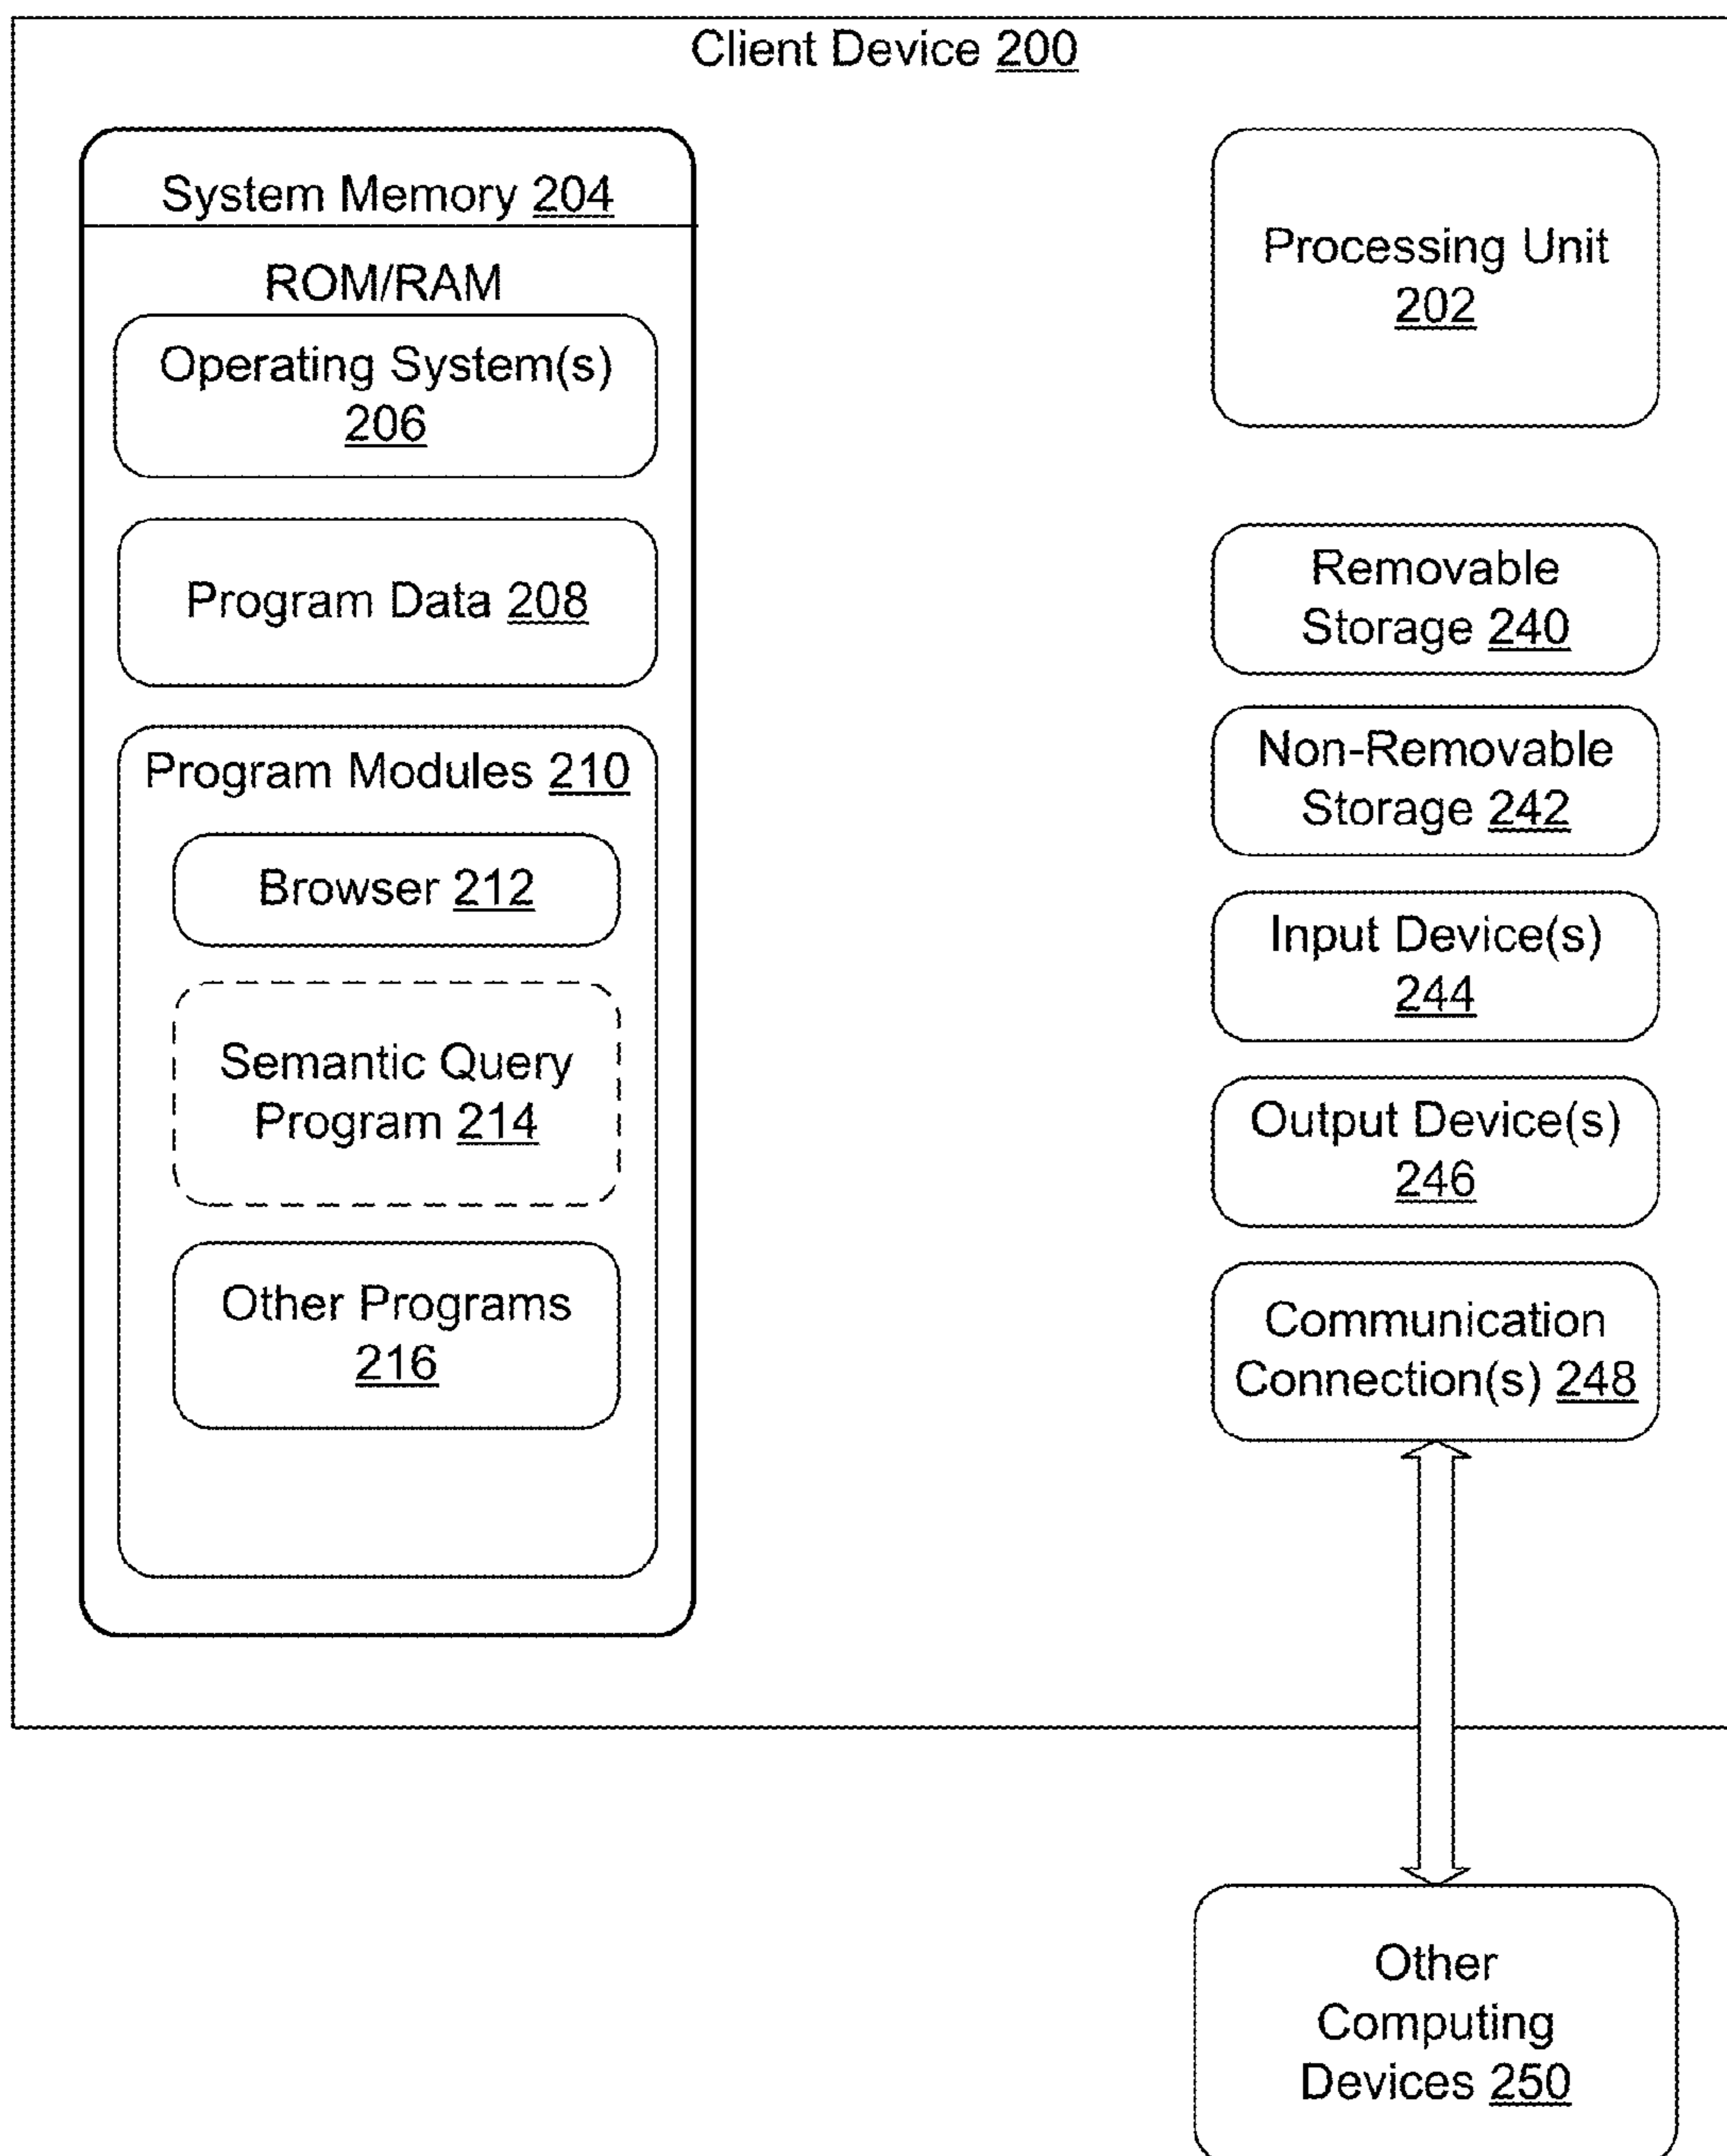 Client Device 200
System Memory 204
ROM/RAM
Operating System(s)
206
Program Data 208
Program Modules 210
Browser 212
Semantic Query
Program 214
Other Programs
216
Processing Unit
202
Removable
Storage 240
Non-Removable
Storage 242
Input Device(s)
244
Output Device(s)
246
Communication
Connection(s) 248
Other
Computing
Devices 250